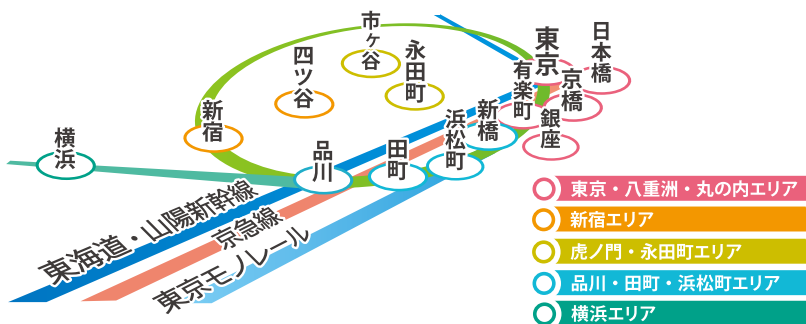 市ヶ谷
永田町
四ツ谷
新宿
横浜
品川
田町
浜松町
新橋
有楽町
東京
日本橋
京橋
銀座
東海道・山陽新幹線
京急線
東京モノレール
東京・八重洲・丸の内エリア
新宿エリア
虎ノ門・永田町エリア
品川・田町・浜松町エリア
横浜エリア